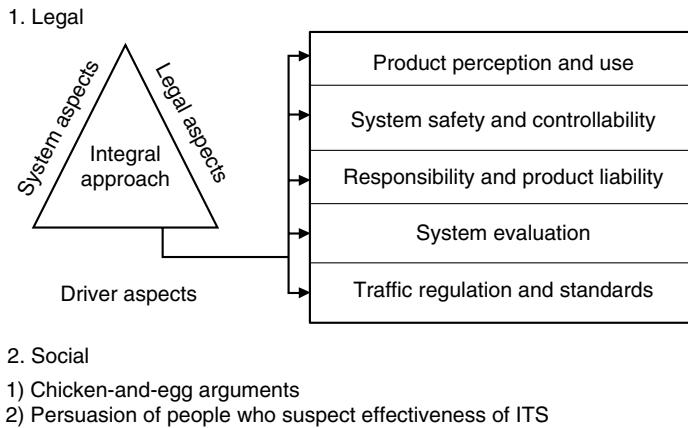 1. Legal
System aspects
Legal aspects
Integral
approach
Driver aspects
Product perception and use
System safety and controllability
Responsibility and product liability
System evaluation
Traffic regulation and standards
2. Social
1) Chicken-and-egg arguments
2) Persuasion of people who suspect effectiveness of ITS